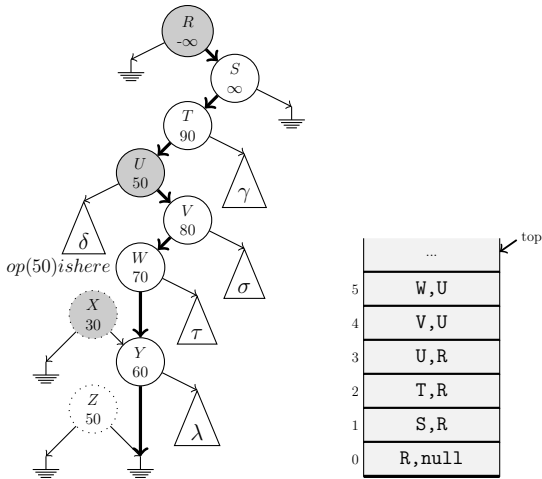 R
-∞
S
∞
T
90
U
50
γ
V
80
δ
op(50)ishere
W
70
σ
X
30
τ
Y
60
Z
50
λ
top
...
5 W,U
4 V,U
3 U,R
2 T,R
1 S,R
0 R,null